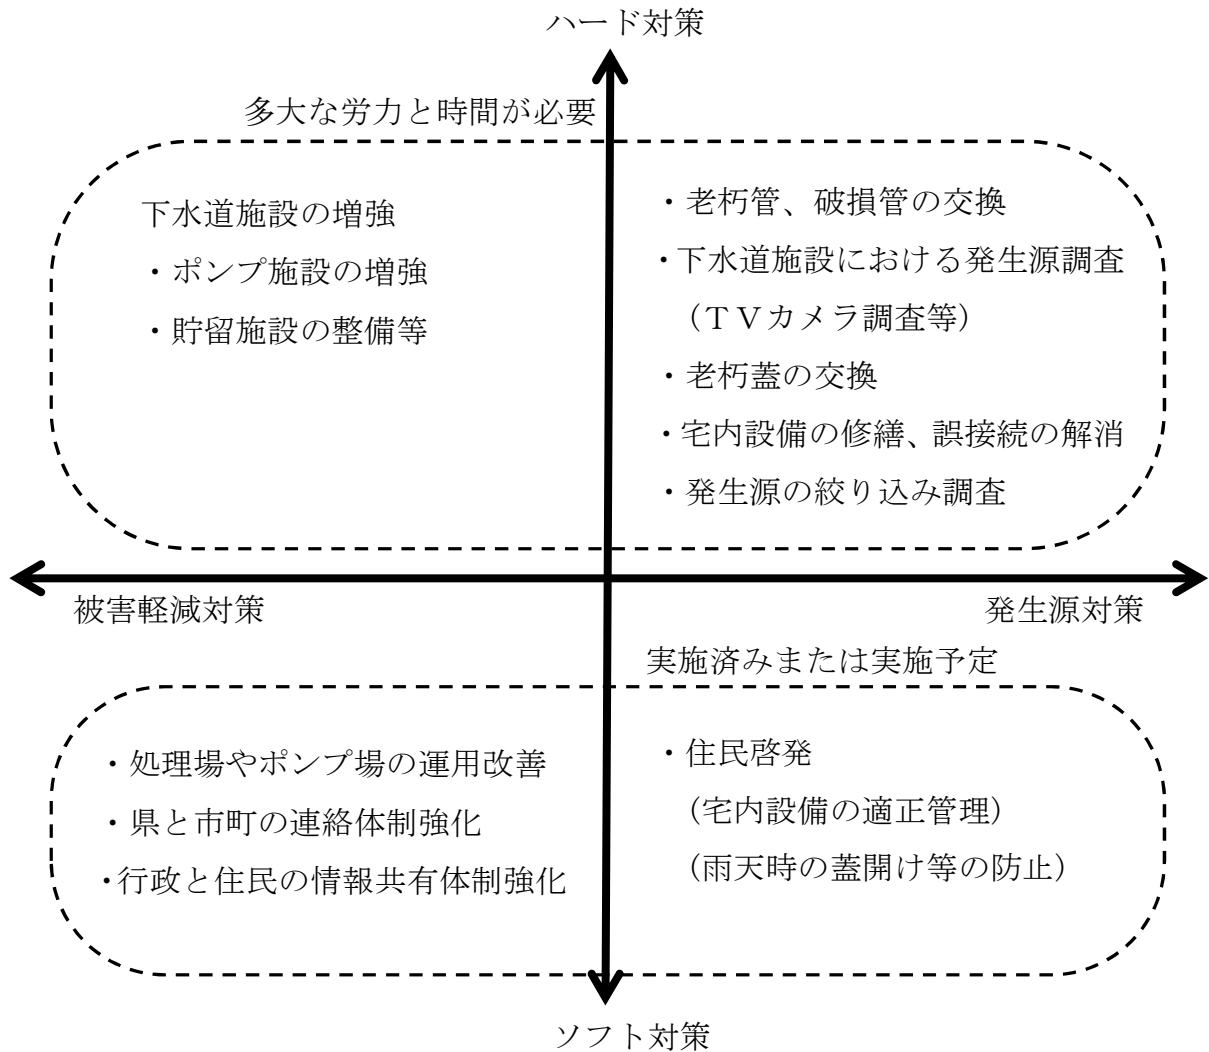 ハード対策
多大な労力と時間が必要
下水道施設の増強
・ポンプ施設の増強
・貯留施設の整備等
・老朽管、破損管の交換
・下水道施設における発生源調査
（ＴＶカメラ調査等）
・老朽蓋の交換
・宅内設備の修繕、誤接続の解消
・発生源の絞り込み調査
被害軽減対策
発生源対策
実施済みまたは実施予定
・処理場やポンプ場の運用改善
・県と市町の連絡体制強化
・行政と住民の情報共有体制強化
・住民啓発
（宅内設備の適正管理）
（雨天時の蓋開け等の防止）
ソフト対策